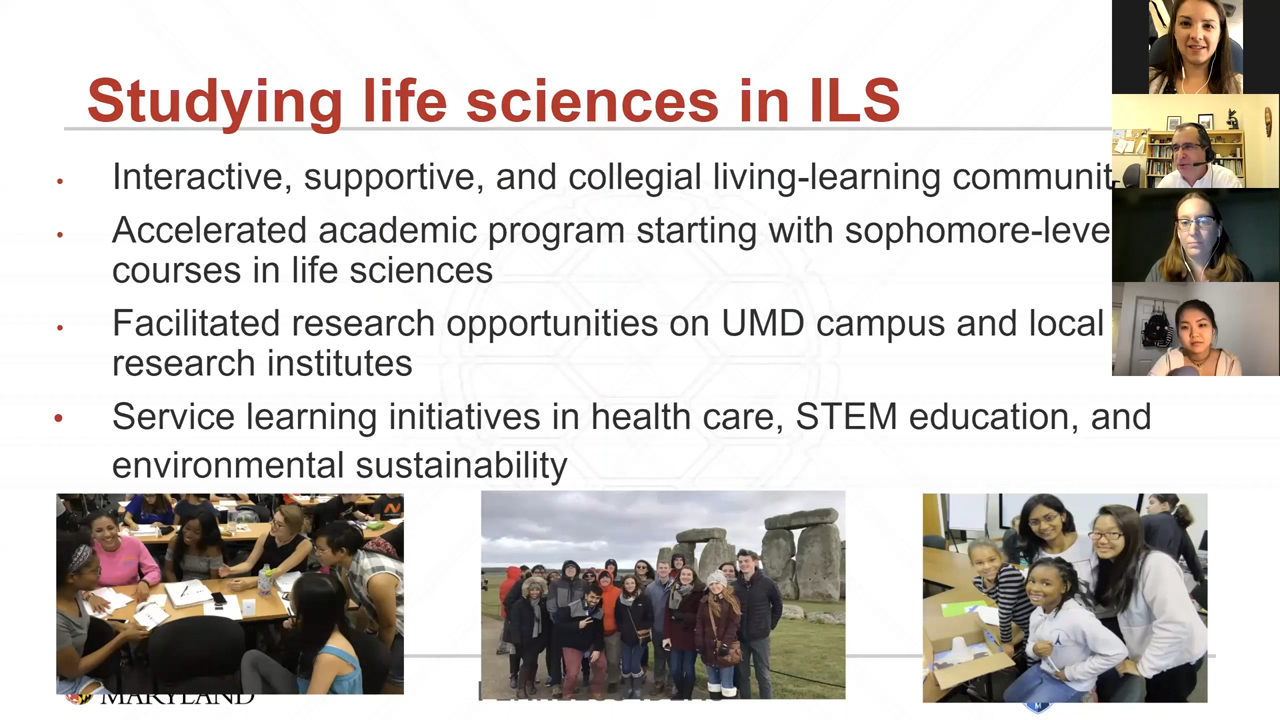 Studying life sciences in ILS
• Interactive, supportive, and collegial living-learning communit
• Accelerated academic program starting with sophomore-leve
courses in life sciences
• Facilitated research opportunities on UMD campus and local
research institutes
• Service learning initiatives in health care, STEM education, and
environmental sustainability
MARYLAND